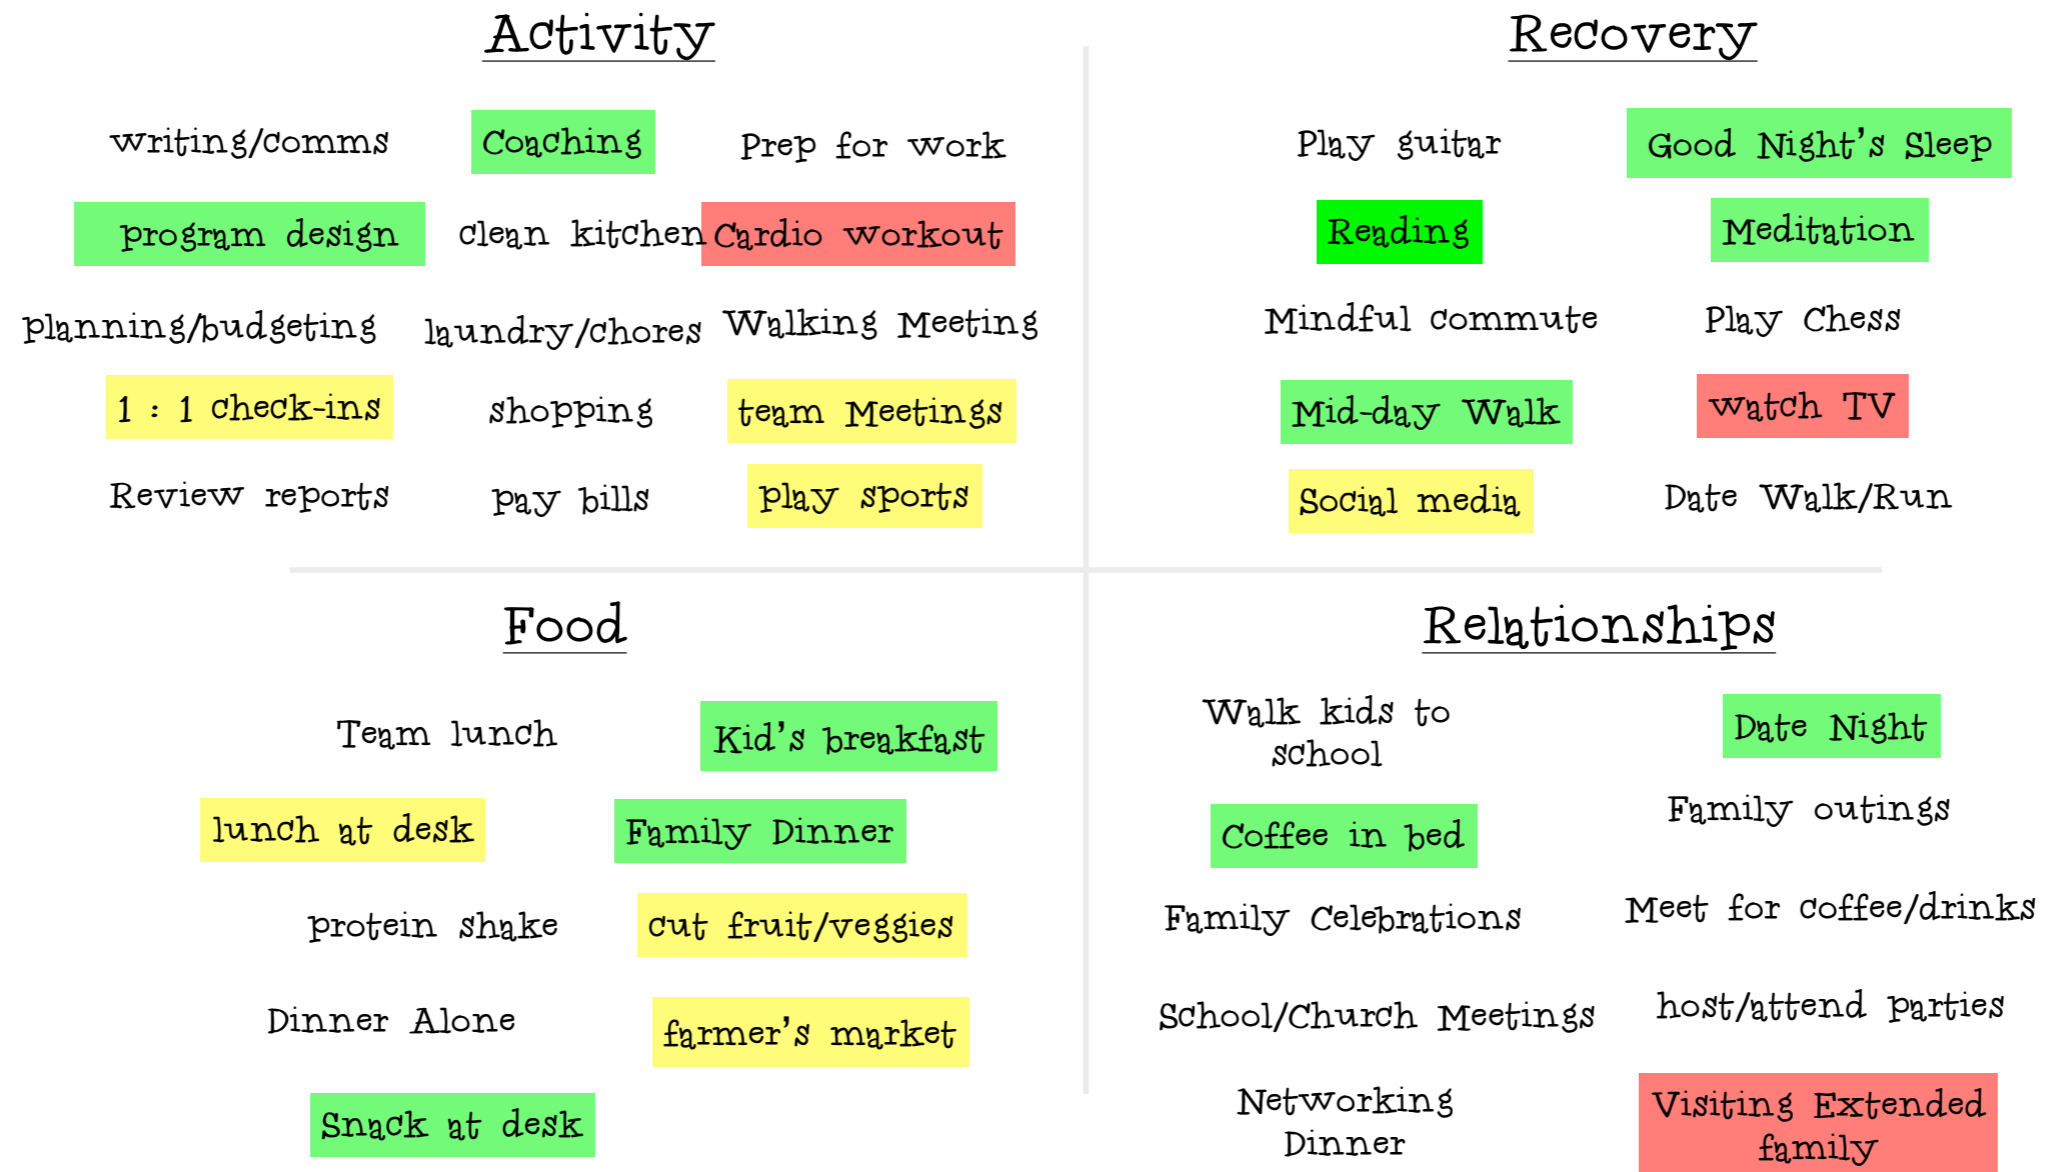 Activity
writing/comms
Coaching
Prep for work
program design
clean kitchen
Cardio workout
planning/budgeting
laundry/chores
Walking Meeting
1 : 1 check-ins
shopping
team Meetings
Review reports
pay bills
play sports
Recovery
Play guitar
Good Night's Sleep
Reading
Meditation
Mindful commute
Play Chess
Mid-day Walk
watch TV
Social media
Date Walk/Run
Food
Team lunch
Kid's breakfast
lunch at desk
Family Dinner
protein shake
cut fruit/veggies
Dinner Alone
farmer's market
Snack at desk
Relationships
Walk kids to
school
Date Night
Coffee in bed
Family outings
Family Celebrations
Meet for coffee/drinks
School/Church Meetings
host/attend parties
Networking
Dinner
Visiting Extended
family